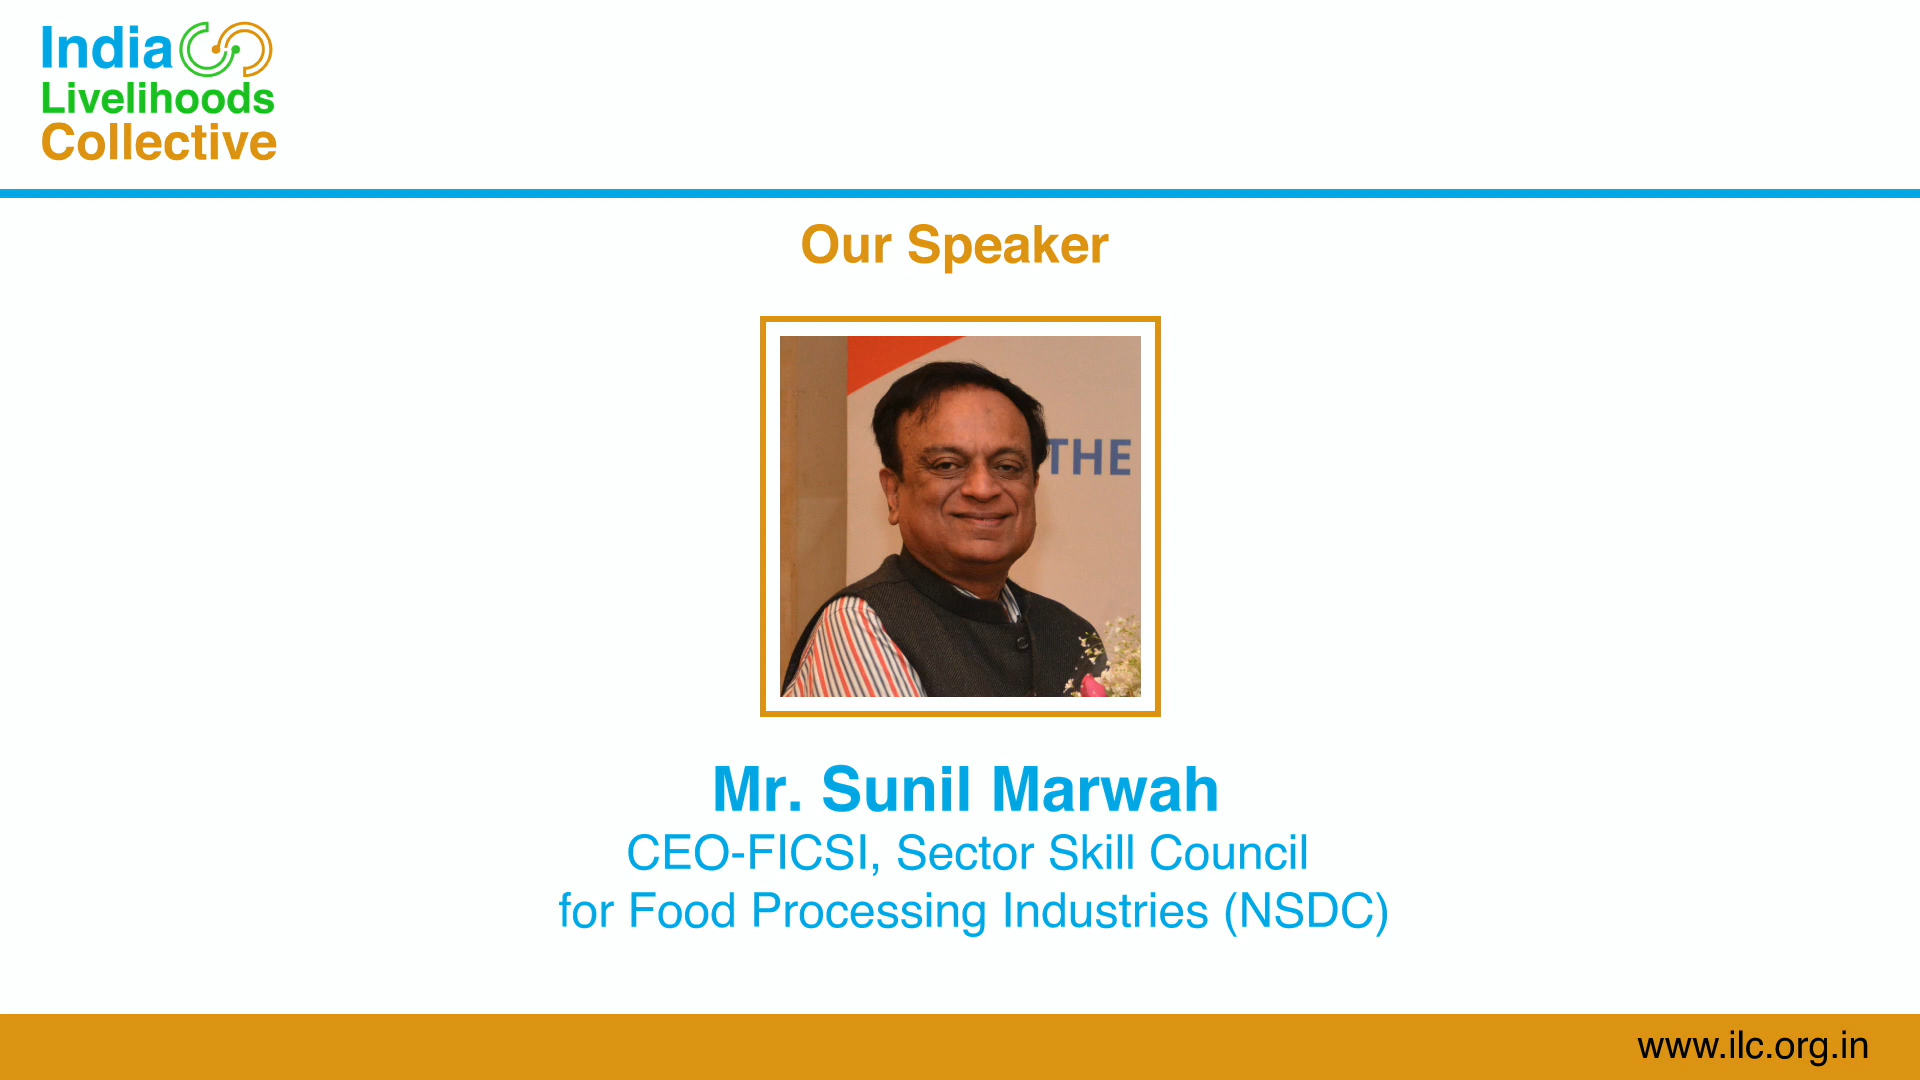 India
Livelihoods
Collective
Our Speaker
THE
Mr. Sunil Marwah
CEO-FICSI, Sector Skill Council
for Food Processing Industries (NSDC)
www.ilc.org.in